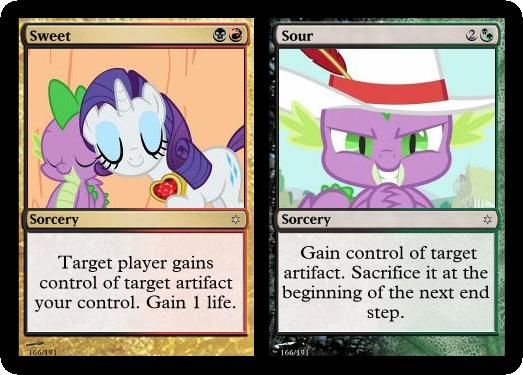 Sweet
Sorcery
Target player gains
control of target artifact
your control. Gain 1 life.
166/191
Sour
2
Sorcery
Gain control of target
artifact. Sacrifice it at the
beginning of the next end
step.
166/191